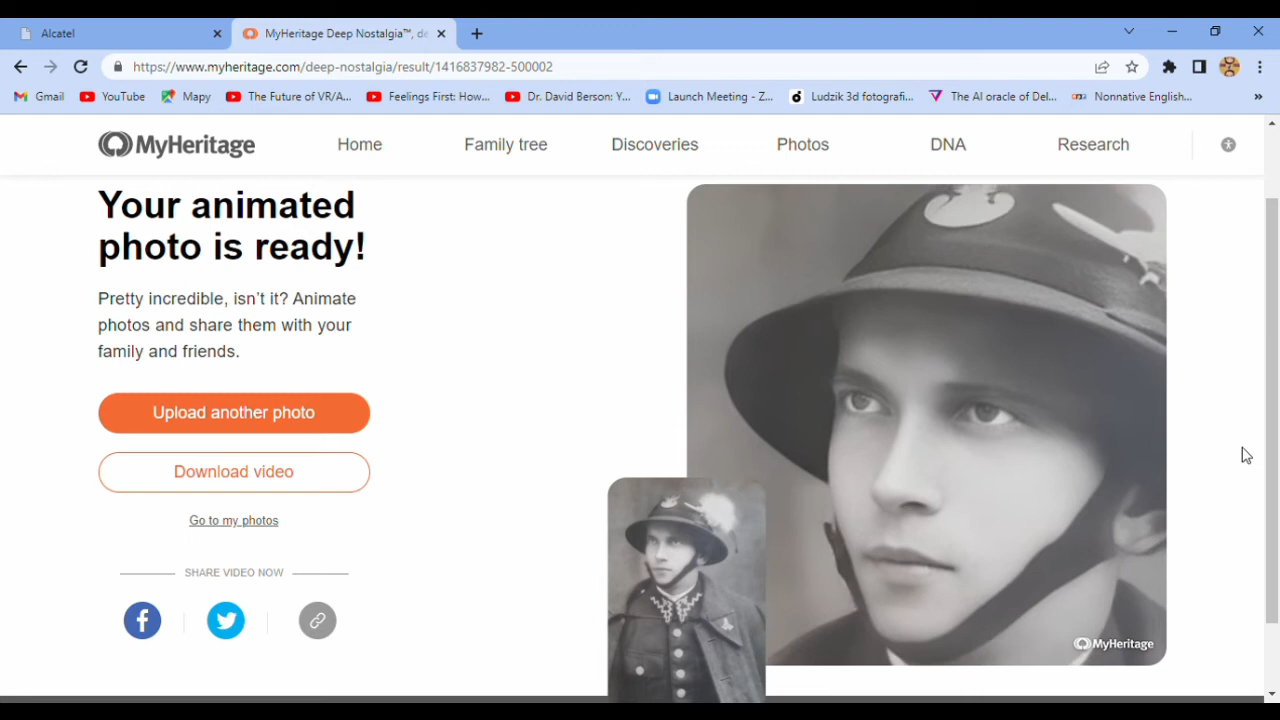 Alcatel
MyHeritage Deep Nostalgia™, de
https://www.myheritage.com/deep-nostalgia/result/1416837982-500002
Gmail YouTube Mapy The Future of VR/A... Feelings First: How... Dr. David Berson: Y... Launch Meeting - Z... Ludzik 3d fotografi... The AI oracle of Del... Nonnative English... »
MyHeritage Home Family tree Discoveries Photos DNA Research
Your animated
photo is ready!
Pretty incredible, isn't it? Animate
photos and share them with your
family and friends.
Upload another photo
Download video
Go to my photos
SHARE VIDEO NOW
MyHeritage